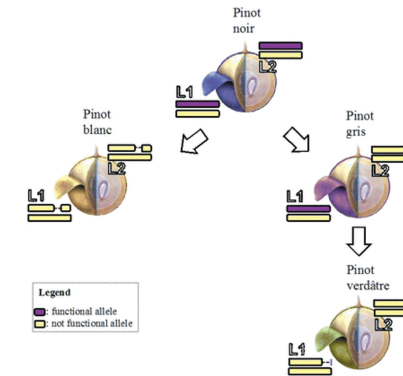 Pinot
noir
L2
L1
Pinot
blanc
L2
L1
Pinot
gris
L2
L1
Pinot
verdâtre
L2
L1
Legend
: functional allele
: not functional allele